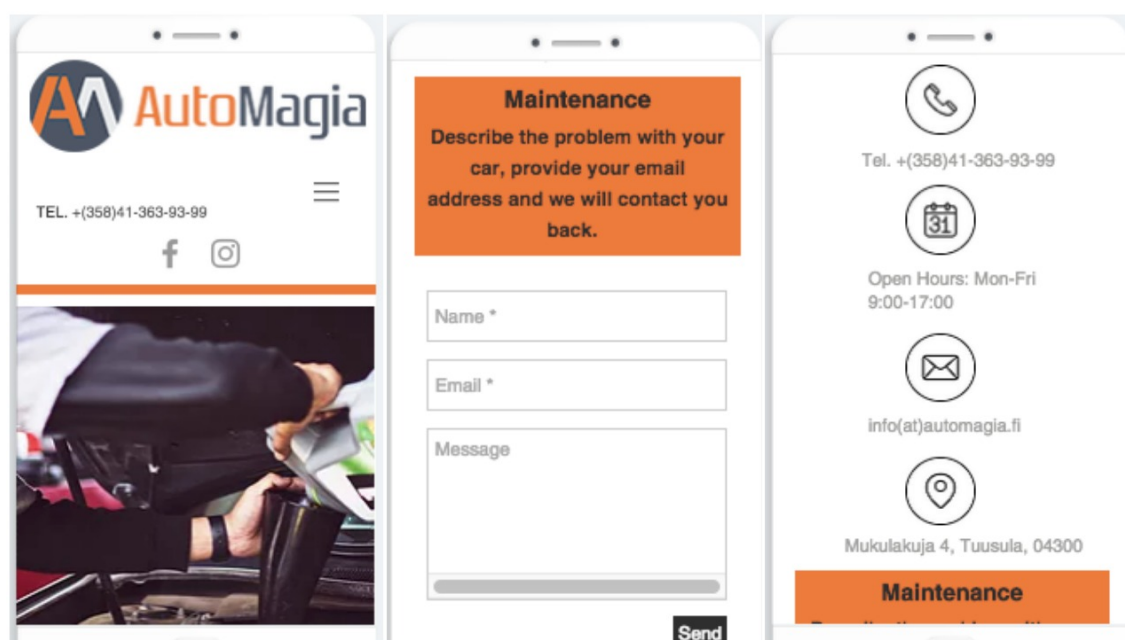 AutoMagia
TEL. +(358)41-363-93-99
Maintenance
Describe the problem with your
car, provide your email
address and we will contact you
back.
Name *
Email *
Message
Send
Tel. +(358)41-363-93-99
31
Open Hours: Mon-Fri
9:00-17:00
info(at)automagia.fi
Mukulakuja 4, Tuusula, 04300
Maintenance